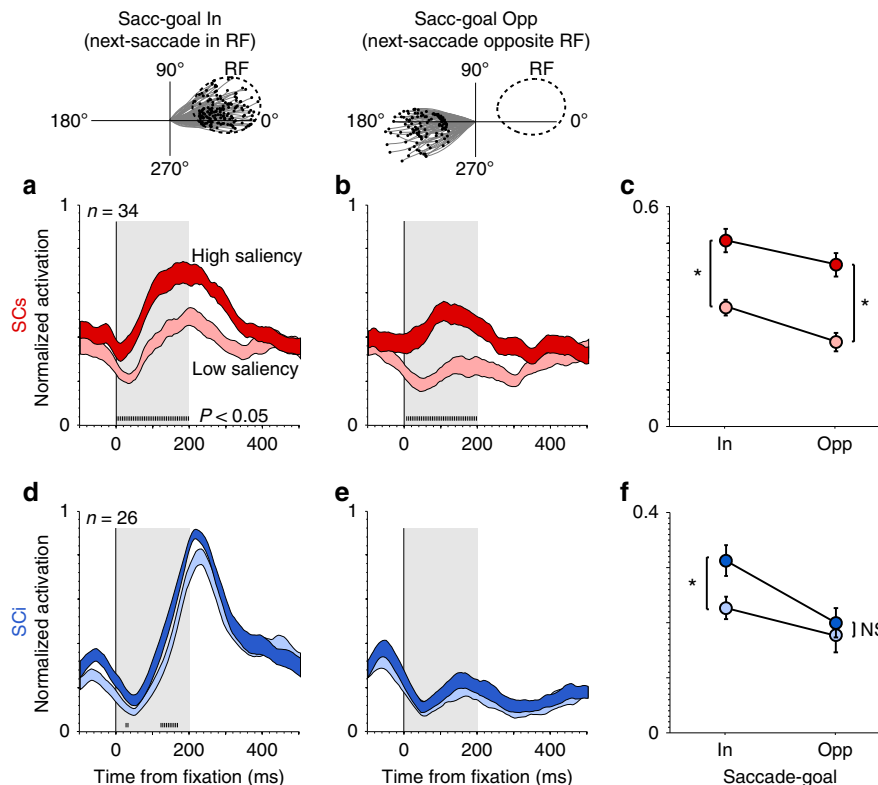 Sacc-goal In
(next-saccade in RF)
Sacc-goal Opp
(next-saccade opposite RF)
90°
RF
180°
0°
270°
90°
RF
180°
0°
270°
a
1
n = 34
High saliency
Low saliency
P < 0.05
SCs
Normalized activation
0
0
200
400
b
1
0
0
200
400
c
0.6
*
*
0
In
Opp
d
1
n = 26
SCi
Normalized activation
0
0
200
400
Time from fixation (ms)
e
1
0
0
200
400
Time from fixation (ms)
f
0.4
*
NS
0
In
Opp
Saccade-goal